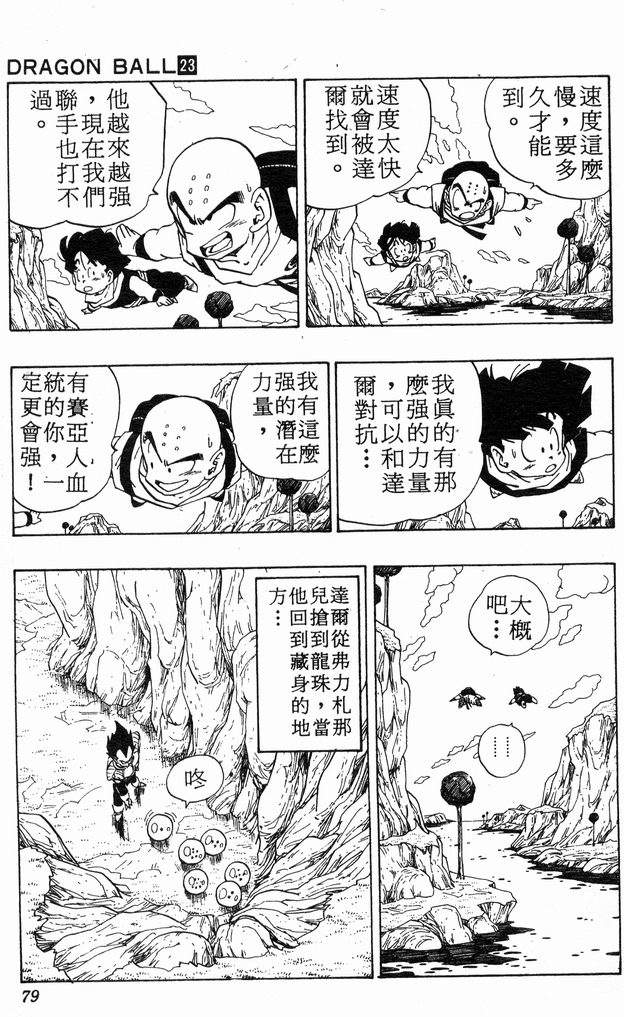 DRAGON BALL 23
速度這麼
慢，要多
久才能
到。
速度太快
就會被達
爾找到。
他越來越强
，現在我們
聯手也打不
過。
我真的有那
麼强的力量
，可以和達
爾對抗…
我有這麼
强的潛在
力量，
有賽亞人血
統的你，一
定更會强！
大概
吧…
…
達爾從弗力札那
兒搶到龍珠，當
他回到藏身的地
方…
咚
79